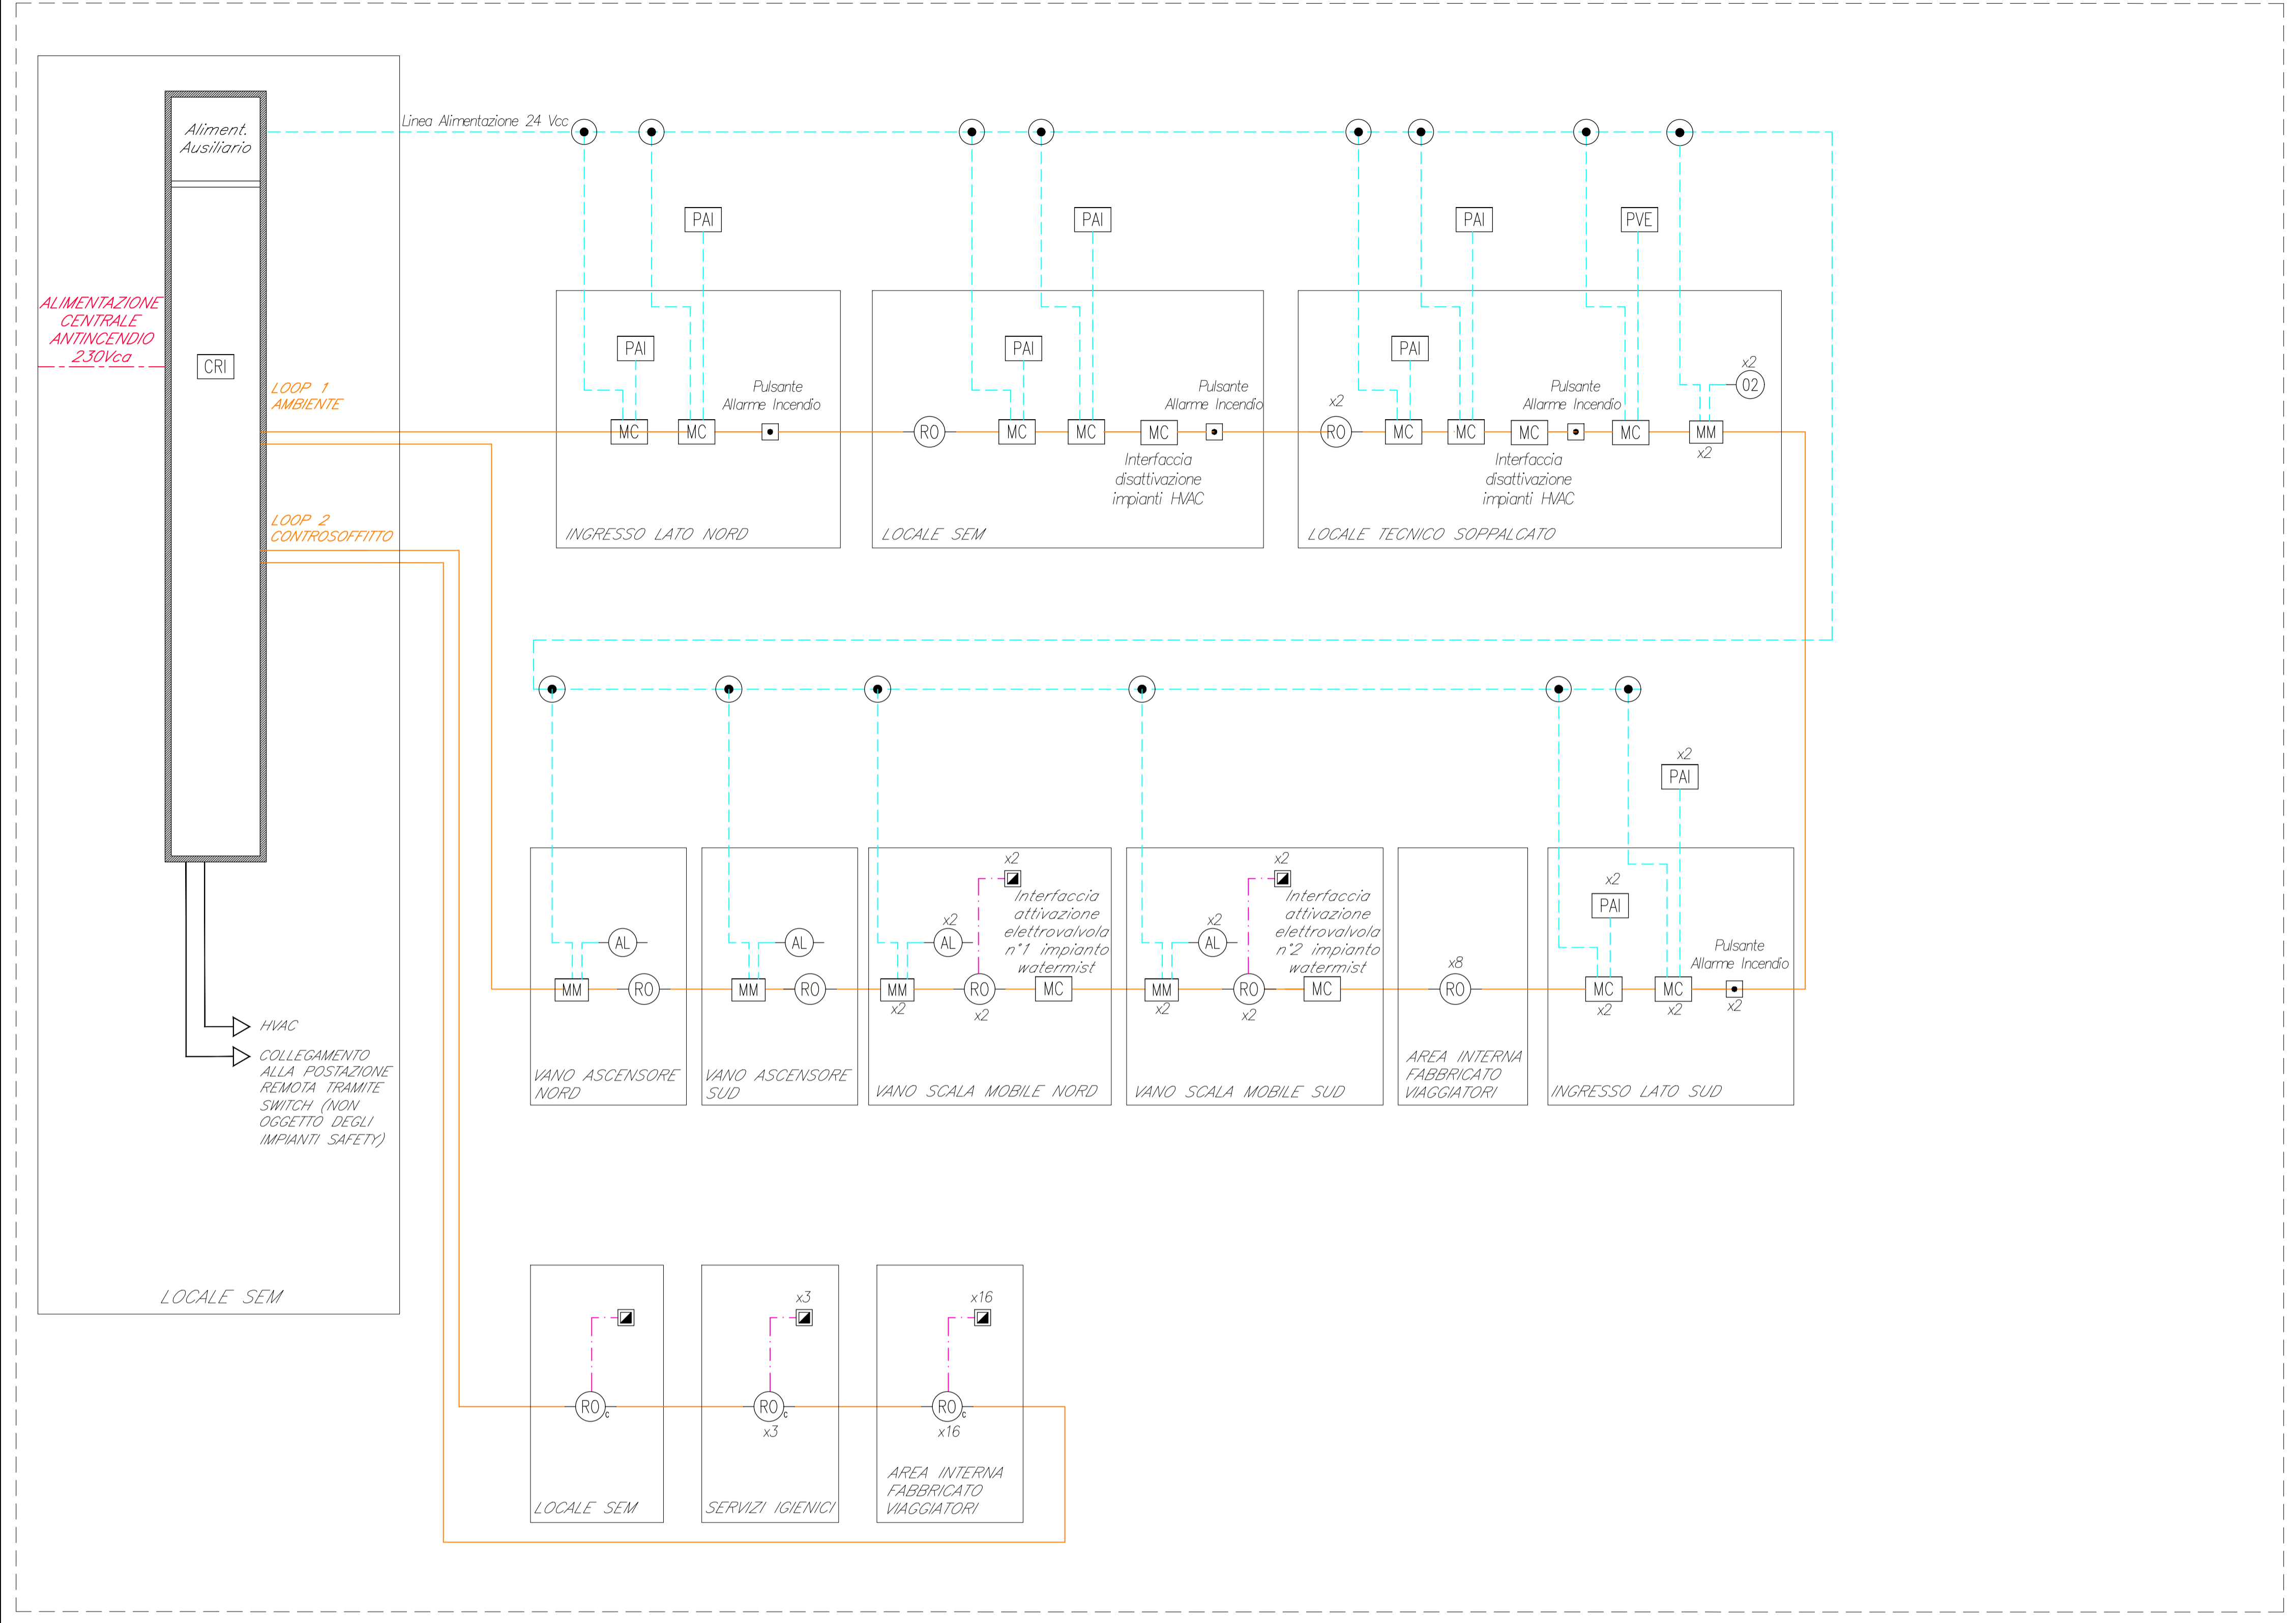 Aliment.
Ausiliario
Linea Alimentazione 24 Vcc
ALIMENTAZIONE
CENTRALE
ANTINCENDIO
230Vca
CRI
LOOP 1
AMBIENTE
LOOP 2
CONTROSOFFITTO
HVAC
COLLEGAMENTO
ALLA POSTAZIONE
REMOTA TRAMITE
SWITCH (NON
OGGETTO DEGLI
IMPIANTI SAFETY)
LOCALE SEM
PAI
PAI
Pulsante
Allarme Incendio
MC
MC
INGRESSO LATO NORD
PAI
PAI
Pulsante
Allarme Incendio
RO
MC
MC
MC
Interfaccia
disattivazione
impianti HVAC
LOCALE SEM
PAI
PVE
PAI
x2
O2
x2
Pulsante
Allarme Incendio
RO
MC
MC
MC
MC
MM
x2
Interfaccia
disattivazione
impianti HVAC
LOCALE TECNICO SOPPALCATO
AL
MM
RO
VANO ASCENSORE
NORD
AL
MM
RO
VANO ASCENSORE
SUD
x2
Interfaccia
attivazione
elettrovalvola
n°1 impianto
watermist
x2
AL
MM
x2
RO
x2
MC
VANO SCALA MOBILE NORD
x2
Interfaccia
attivazione
elettrovalvola
n°2 impianto
watermist
x2
AL
MM
x2
RO
x2
MC
VANO SCALA MOBILE SUD
x8
RO
AREA INTERNA
FABBRICATO
VIAGGIATORI
x2
PAI
x2
PAI
Pulsante
Allarme Incendio
MC
x2
MC
x2
x2
INGRESSO LATO SUD
RO
c
LOCALE SEM
x3
RO
c
x3
SERVIZI IGIENICI
x16
RO
c
x16
AREA INTERNA
FABBRICATO
VIAGGIATORI